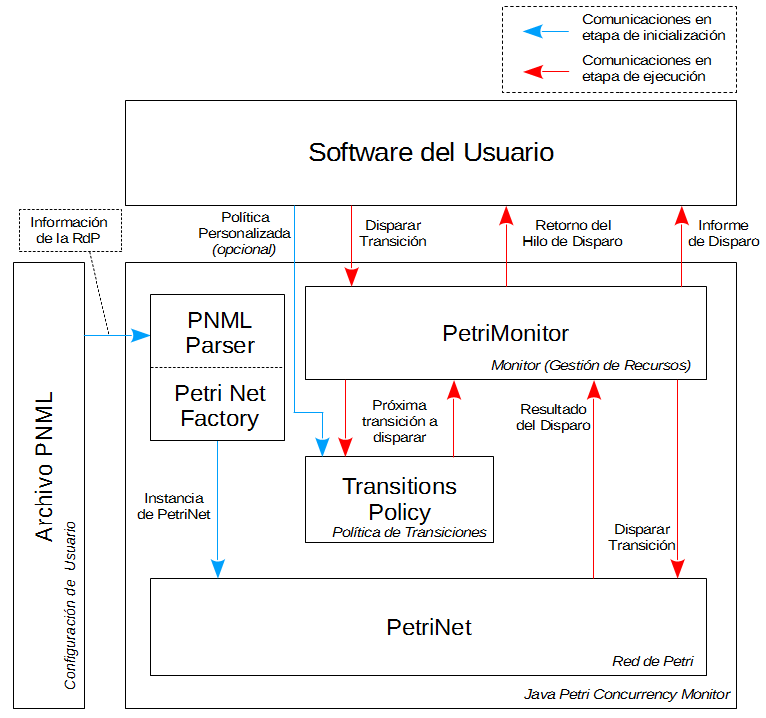 Comunicaciones en
etapa de inicialización
Comunicaciones en
etapa de ejecución
Software del Usuario
Información
de la RdP
Política
Personalizada
(opcional)
Disparar
Transición
Retorno del
Hilo de Disparo
Informe
de Disparo
Archivo PNML
Configuración de Usuario
PNML
Parser
Petri Net
Factory
PetriMonitor
Monitor (Gestión de Recursos)
Próxima
transición a
disparar
Resultado
del Disparo
Transitions
Policy
Política de Transiciones
Instancia
de PetriNet
Disparar
Transición
PetriNet
Red de Petri
Java Petri Concurrency Monitor